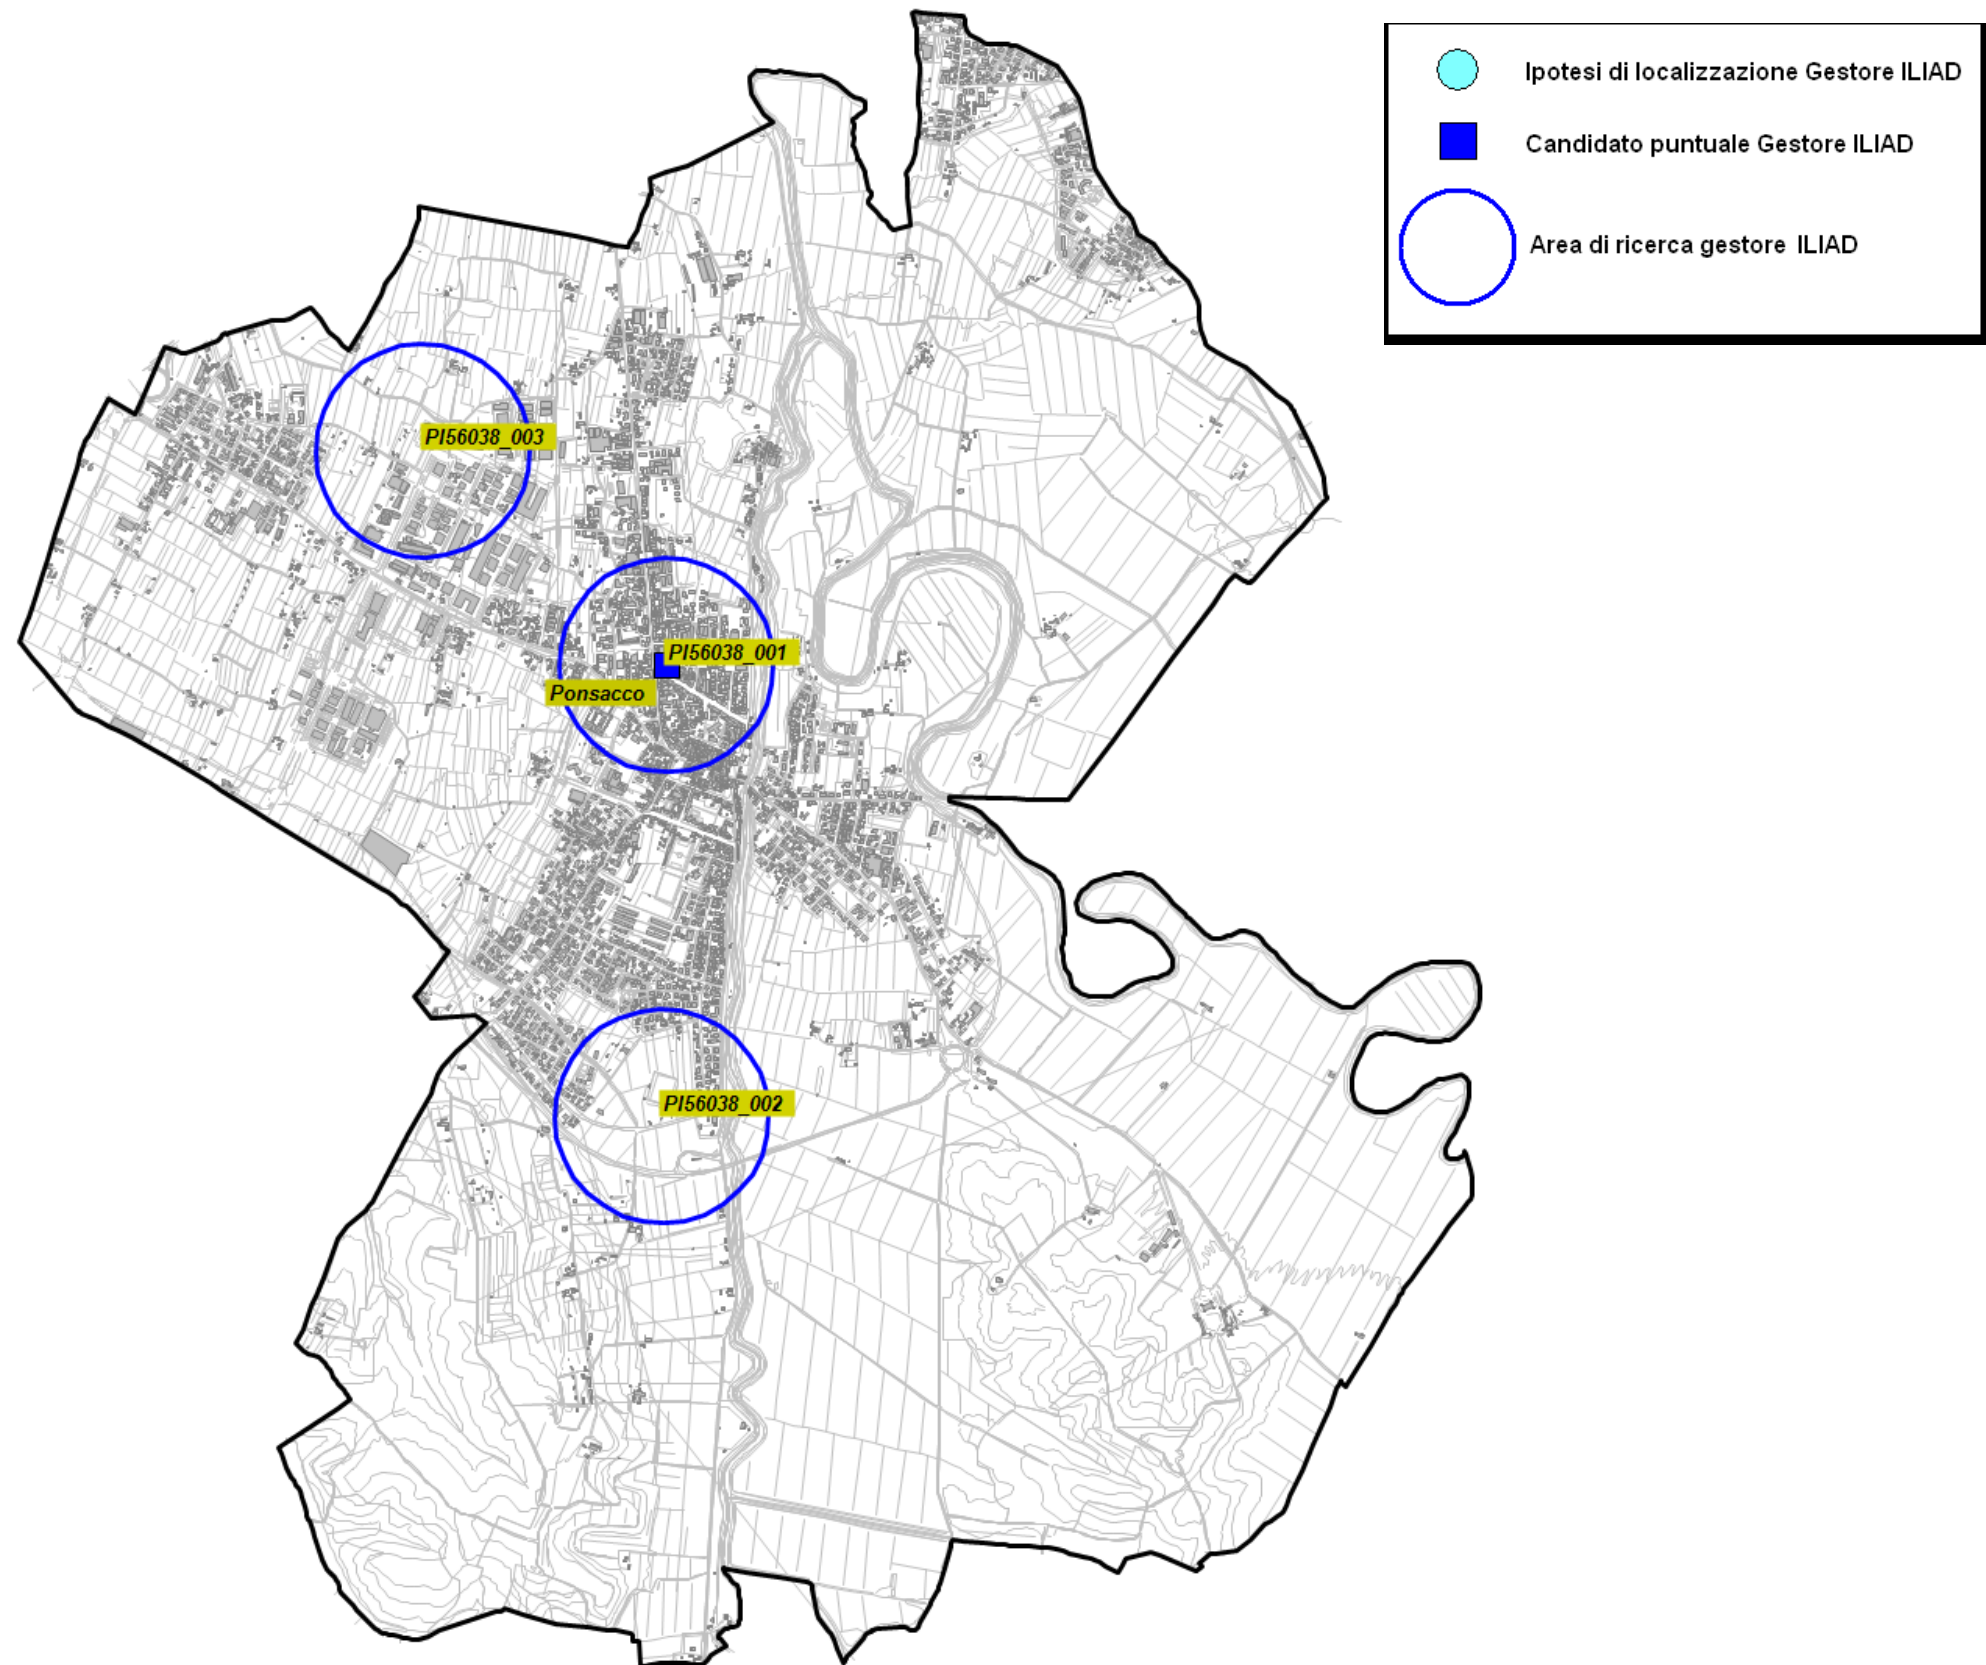 Ipotesi di localizzazione Gestore ILIAD
Candidato puntuale Gestore ILIAD
Area di ricerca gestore ILIAD
PI56038_003
PI56038_001
Ponsacco
PI56038_002